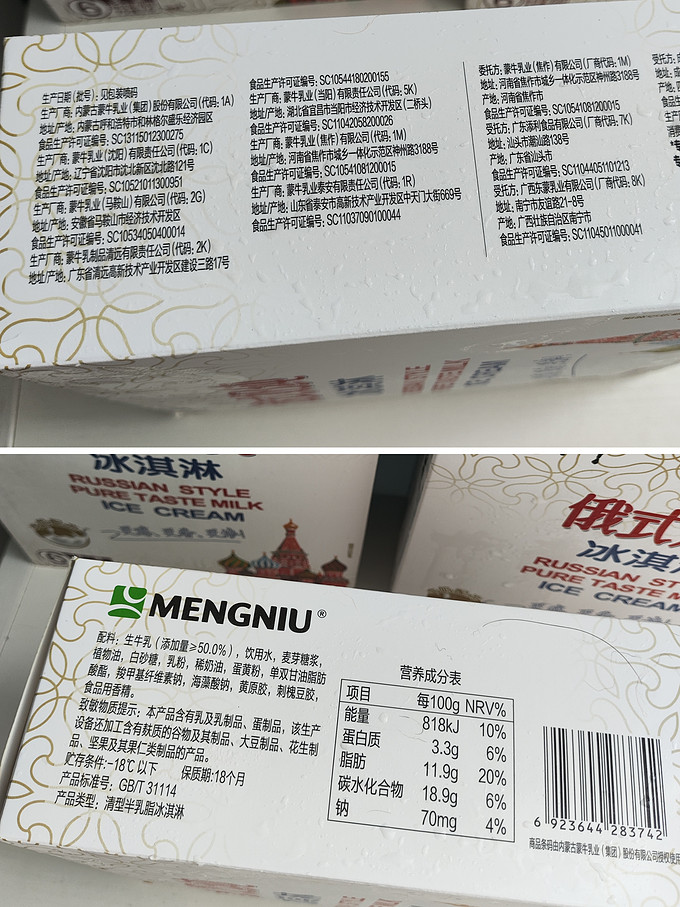 生产日期(批号):见包装喷码
生产厂商:内蒙古蒙牛乳业(集团)股份有限公司(代码:1A)
地址/产地:内蒙古呼和浩特市和林格尔盛乐经济园区
食品生产许可证编号:SC13115012300275
生产厂商:蒙牛乳业(沈阳)有限责任公司(代码:1C)
地址/产地:辽宁省沈阳市沈北新区沈北路121号
食品生产许可证编号:SC10521011300951
生产厂商:蒙牛乳业(马鞍山)有限公司(代码:2G)
地址/产地:安徽省马鞍山市经济技术开发区
食品生产许可证编号:SC10534050400014
生产厂商:蒙牛乳制品清远有限责任公司(代码:2K)
地址/产地:广东省清远高新技术产业开发区建设三路17号
食品生产许可证编号:SC10544180200155
生产厂商:蒙牛乳业(当阳)有限责任公司(代码:5K)
地址/产地:湖北省宜昌市当阳市经济技术开发区(二桥头)
食品生产许可证编号:SC11042058200026
生产厂商:蒙牛乳业(焦作)有限公司(代码:1M)
地址/产地:河南省焦作市城乡一体化示范区神州路3188号
食品生产许可证编号:SC10541081200015
生产厂商:蒙牛乳业泰安有限责任公司(代码:1R)
地址/产地:山东省泰安市高新技术产业开发区中天门大街669号
食品生产许可证编号:SC11037090100044
委托方:蒙牛乳业(焦作)有限公司(厂商代码:1M)
地址:河南省焦作市城乡一体化示范区神州路3188号
产地:河南省焦作市
食品生产许可证编号:SC10541081200015
受托方:广东添利食品有限公司(厂商代码:7K)
地址:汕头市潮汕路138号
产地:广东省汕头市
食品生产许可证编号:SC11044051101213
受托方:广西东蒙乳业有限公司(厂商代码:8K)
地址:南宁市友谊路21-8号
产地:广西壮族自治区南宁市
食品生产许可证编号:SC11045011000041
冰淇淋
RUSSIAN STYLE
PURE TASTE MILK
ICE CREAM
俄式
冰淇淋
RUSSIAN STYLE
PURE TASTE MILK
ICE CREAM
MENGNIU®
配料:生牛乳(添加量≥50.0%),饮用水,麦芽糖浆,
植物油,白砂糖,乳粉,稀奶油,蛋黄粉,单双甘油脂肪
酸酯,羧甲基纤维素钠,海藻酸钠,黄原胶,刺槐豆胶,
食品用香精。
致敏物质提示:本产品含有乳及乳制品、蛋制品,该生产
设备还加工含有麸质的谷物及其制品、大豆制品、花生制
品、坚果及其果仁类制品的产品。
贮存条件:-18℃以下 保质期:18个月
产品标准号:GB/T 31114
产品类型:清型半乳脂冰淇淋
营养成分表
项目 每100g NRV%
能量 818kJ 10%
蛋白质 3.3g 6%
脂肪 11.9g 20%
碳水化合物 18.9g 6%
钠 70mg 4%
6 923644 283742
商品条码由内蒙古蒙牛乳业(集团)股份有限公司授权使用